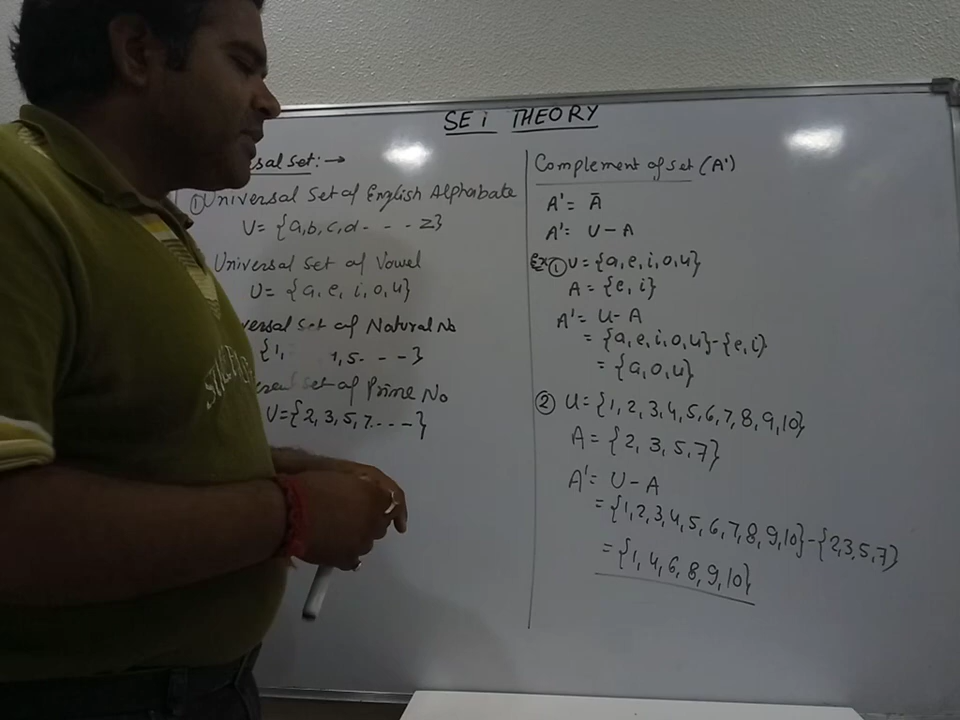 SET THEORY
Set:→
① Universal Set of English Alphabate
U= {a,b,c,d - - - z}
Universal Set of Vowel
U= {a, e, i, o, u}
Set of Natural No
{1, 5 - - -}
Set of Prime No
U={2, 3, 5, 7 - - - -}
Complement of set (A')
A' = Ā
A' = U - A
Ex ① U = {a, e, i, o, u}
A = {e, i}
A' = U - A
= {a, e, i, o, u} - {e, i}
= {a, o, u}
② U = {1, 2, 3, 4, 5, 6, 7, 8, 9, 10}
A = {2, 3, 5, 7}
A' = U - A
= {1, 2, 3, 4, 5, 6, 7, 8, 9, 10} - {2, 3, 5, 7}
= {1, 4, 6, 8, 9, 10}